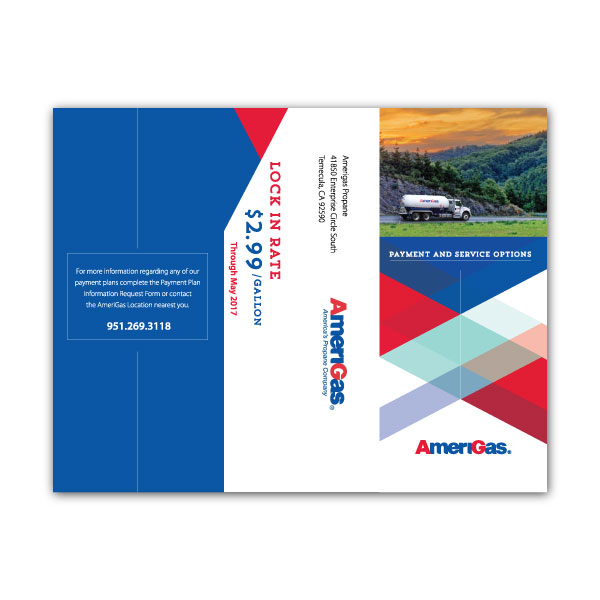 For more information regarding any of our
payment plans complete the Payment Plan
Information Request Form or contact
the AmeriGas Location nearest you.
951.269.3118
LOCK IN RATE
$2.99/GALLON
Through May 2017
Amerigas Propane
41850 Enterprise Circle South
Temecula, CA 92590
AmeriGas®
America's Propane Company
AmeriGas
PAYMENT AND SERVICE OPTIONS
AmeriGas®